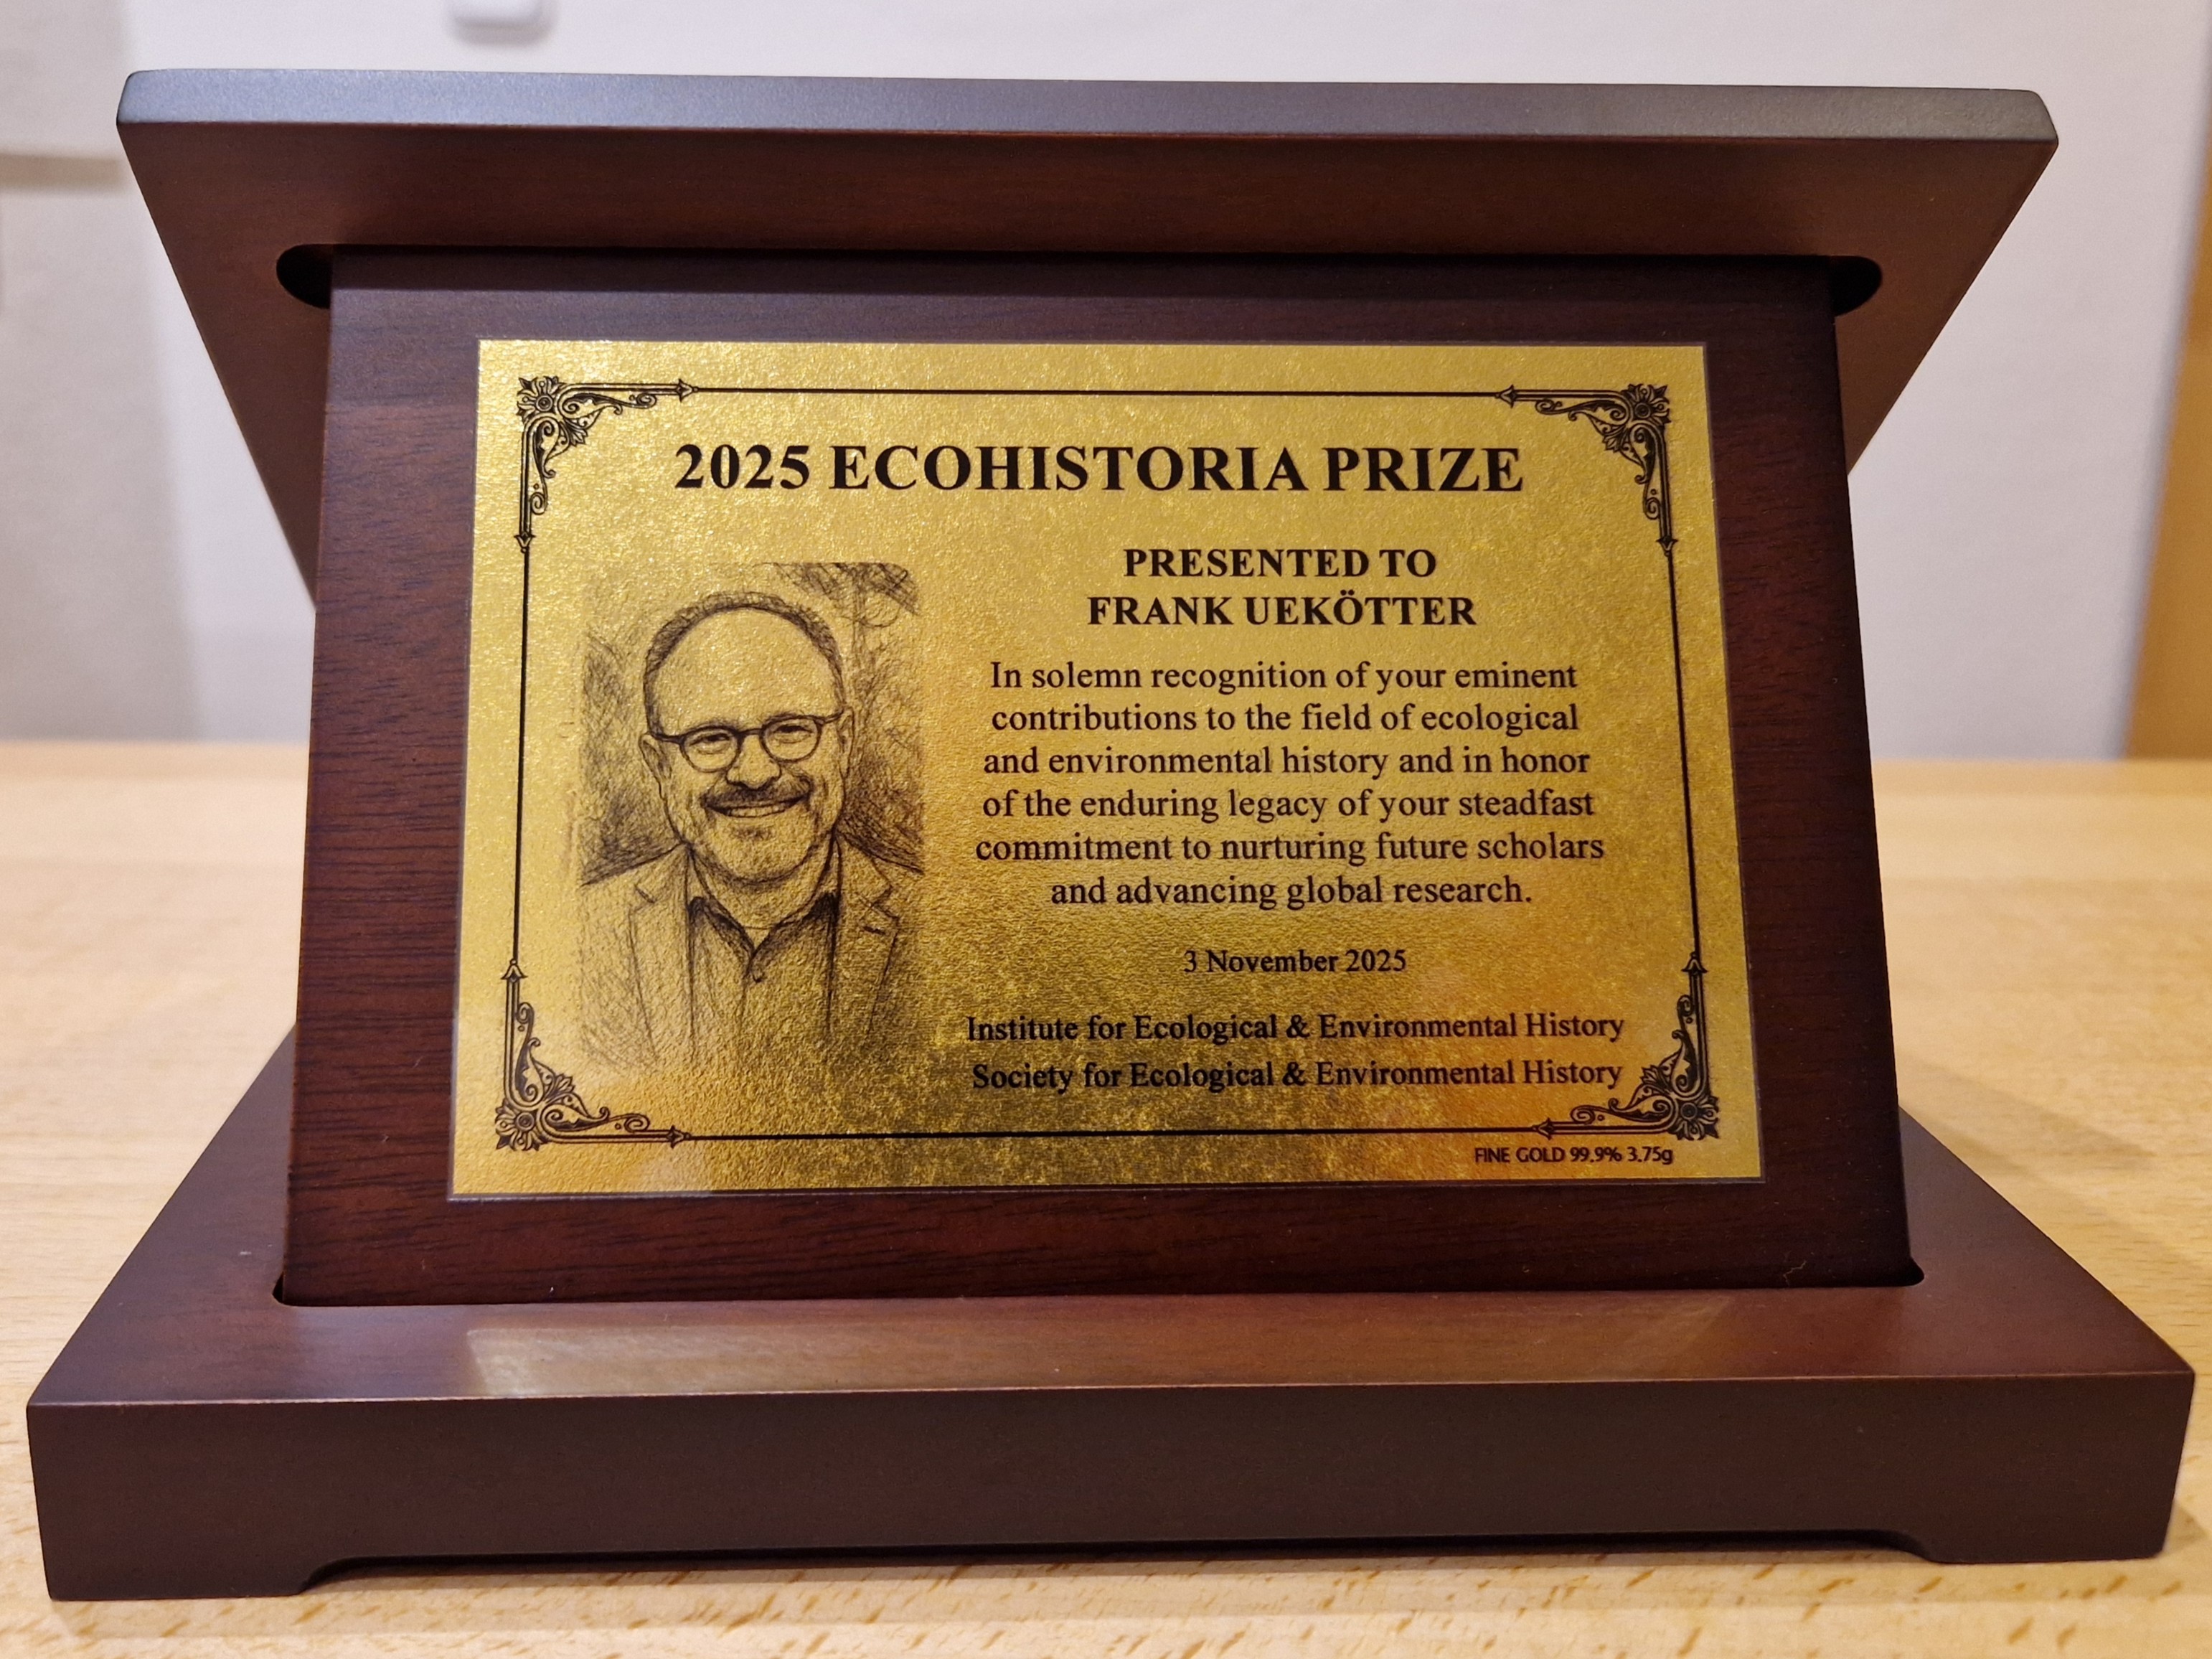 2025 ECOHISTORIA PRIZE
PRESENTED TO
FRANK UEKÖTTER
In solemn recognition of your eminent
contributions to the field of ecological
and environmental history and in honor
of the enduring legacy of your steadfast
commitment to nurturing future scholars
and advancing global research.
3 November 2025
Institute for Ecological & Environmental History
Society for Ecological & Environmental History
FINE GOLD 99.9% 3.75g